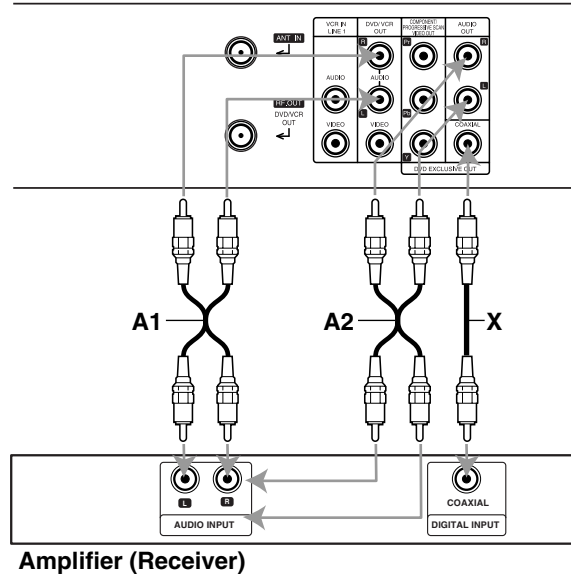 VCR IN
LINE 1
DVD/VCR
OUT
COMPONENT/
PROGRESSIVE SCAN
VIDEO OUT
AUDIO
OUT
ANT IN
R
Pr
R
AUDIO
AUDIO
L
RF.OUT
DVD/VCR
OUT
L
Pb
VIDEO
VIDEO
COAXIAL
Y
DVD EXCLUSIVE OUT
A1
A2
X
L
R
AUDIO INPUT
COAXIAL
DIGITAL INPUT
Amplifier (Receiver)